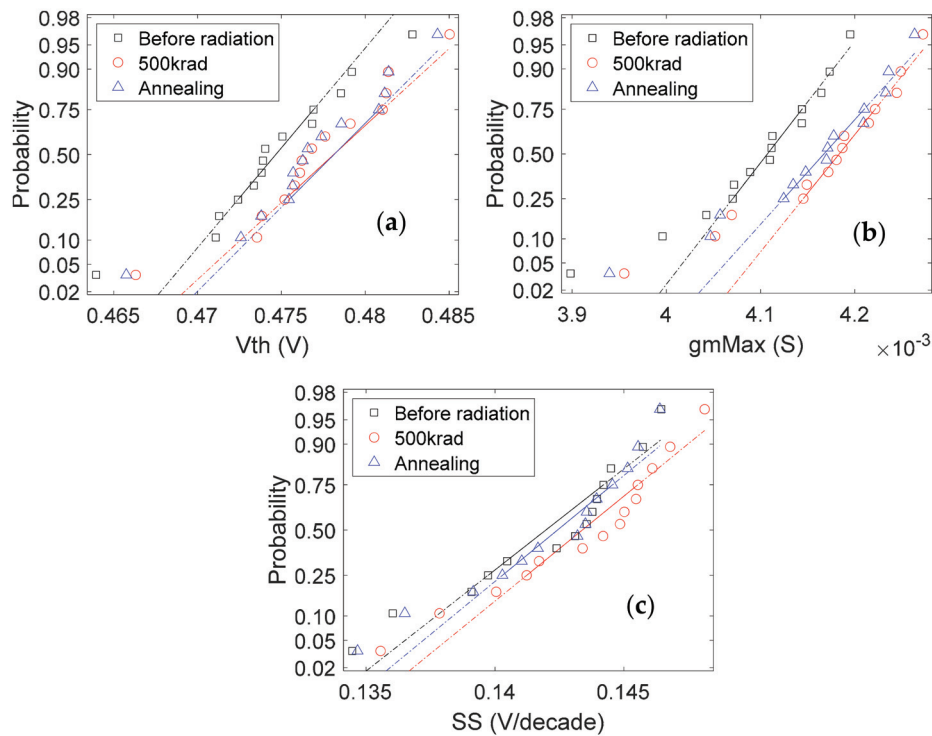 0.98
0.95
0.90
0.75
0.50
0.25
0.10
0.05
0.02
Probability
Before radiation
500krad
Annealing
(a)
0.465 0.47 0.475 0.48 0.485
Vth (V)
0.98
0.95
0.90
0.75
0.50
0.25
0.10
0.05
0.02
Probability
Before radiation
500krad
Annealing
(b)
3.9 4 4.1 4.2
gmMax (S) ×10⁻³
0.98
0.95
0.90
0.75
0.50
0.25
0.10
0.05
0.02
Probability
Before radiation
500krad
Annealing
(c)
0.135 0.14 0.145
SS (V/decade)